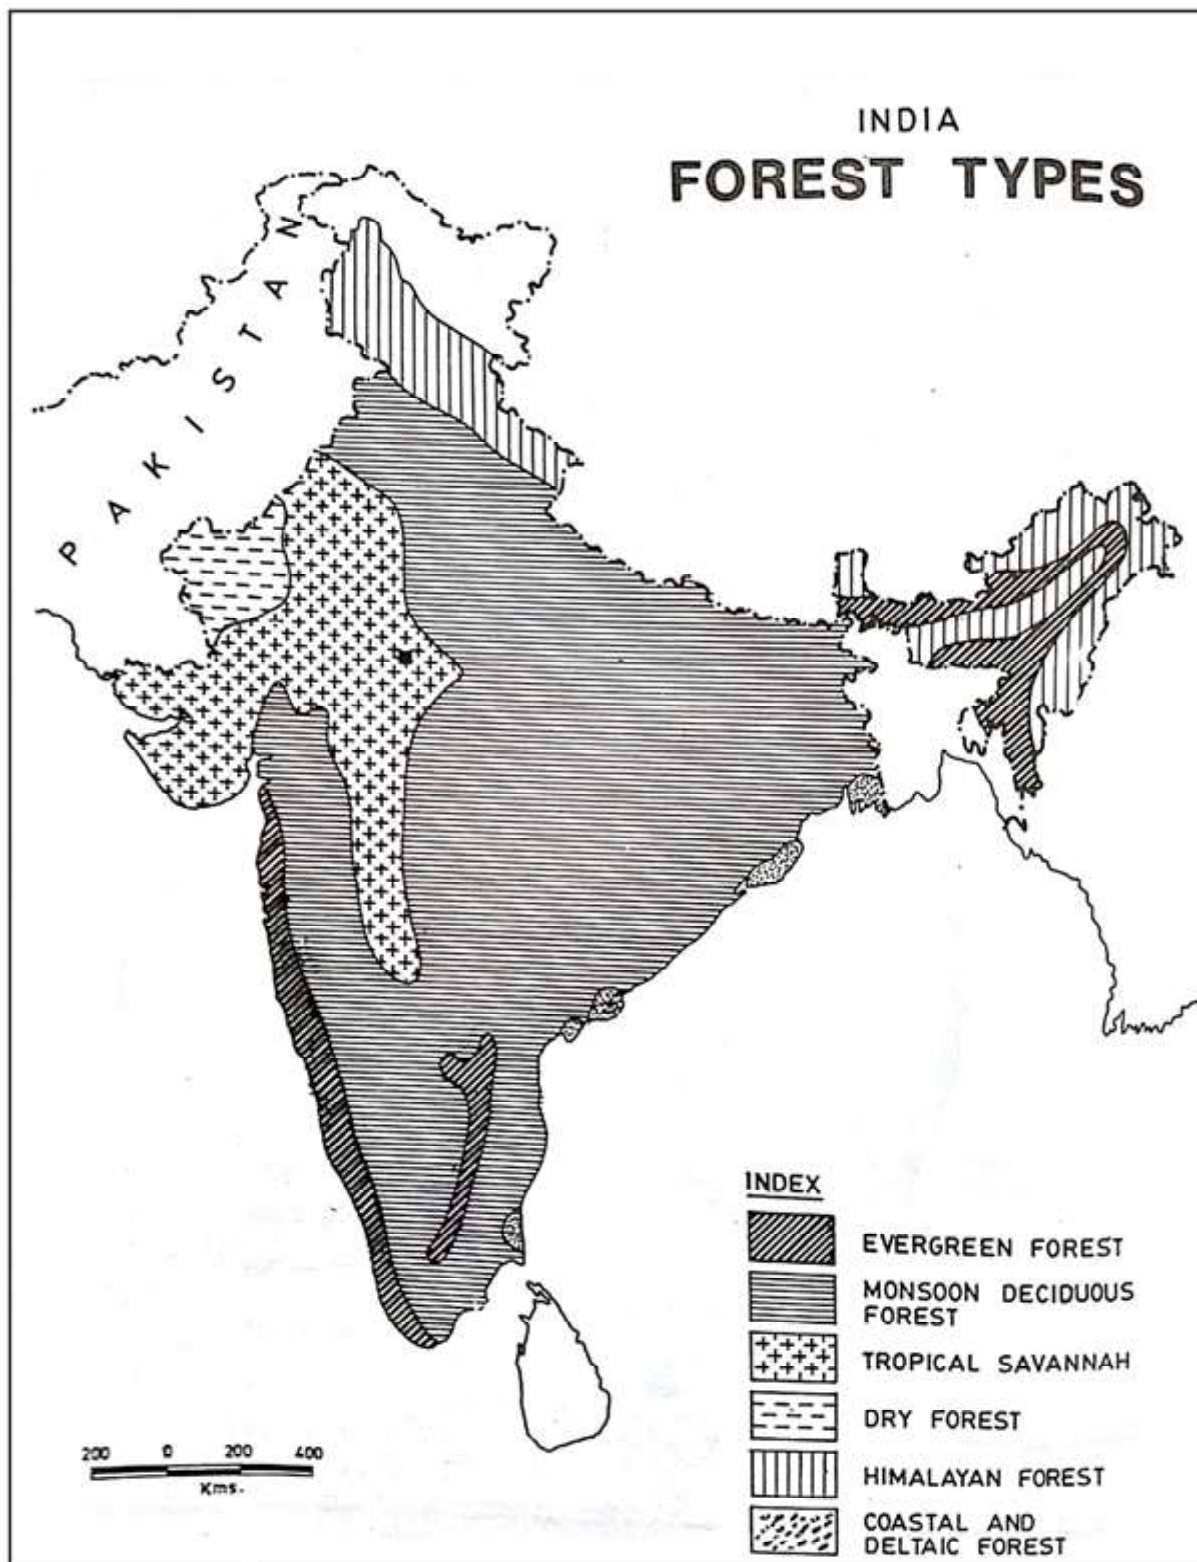 INDIA
FOREST TYPES
PAKISTAN
INDEX
EVERGREEN FOREST
MONSOON DECIDUOUS
FOREST
TROPICAL SAVANNAH
DRY FOREST
HIMALAYAN FOREST
COASTAL AND
DELTAIC FOREST
200 0 200 400
Kms.